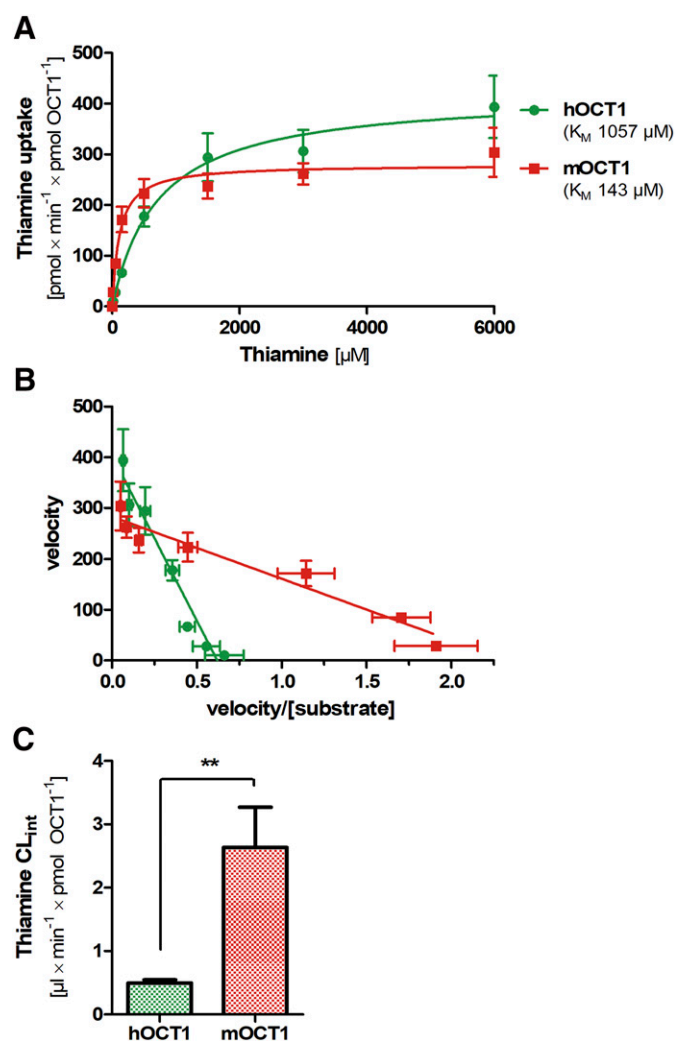 A
Thiamine uptake
[pmol × min⁻¹ × pmol OCT1⁻¹]
500
400
300
200
100
0
0
2000
4000
6000
Thiamine [µM]
hOCT1
(K_M 1057 µM)
mOCT1
(K_M 143 µM)
B
velocity
500
400
300
200
100
0
0.0
0.5
1.0
1.5
2.0
velocity/[substrate]
C
Thiamine CL_int
[µl × min⁻¹ × pmol OCT1⁻¹]
4
3
2
1
0
**
hOCT1
mOCT1